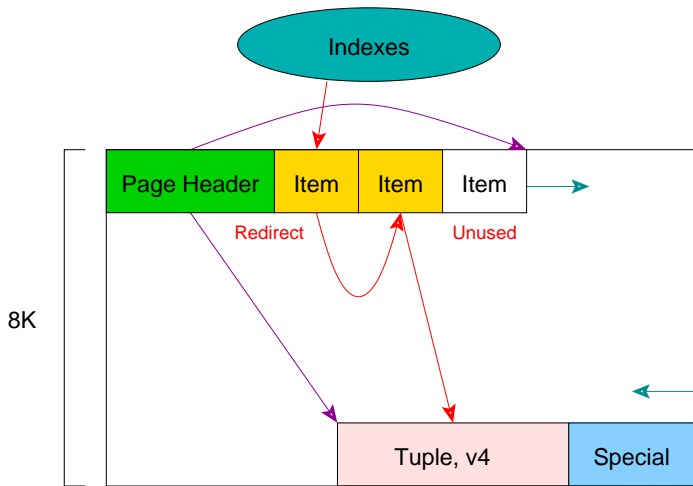 Indexes
Page Header Item Item Item
Redirect Unused
8K
Tuple, v4 Special